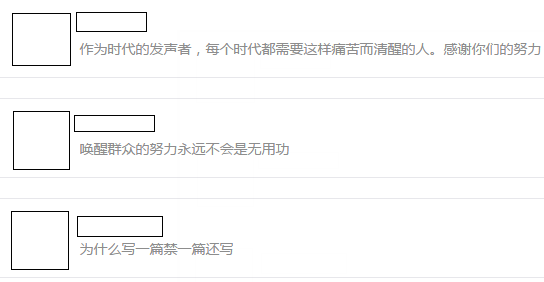 作为时代的发声者，每个时代都需要这样痛苦而清醒的人。感谢你们的努力
唤醒群众的努力永远不会是无用功
为什么写一篇禁一篇还写